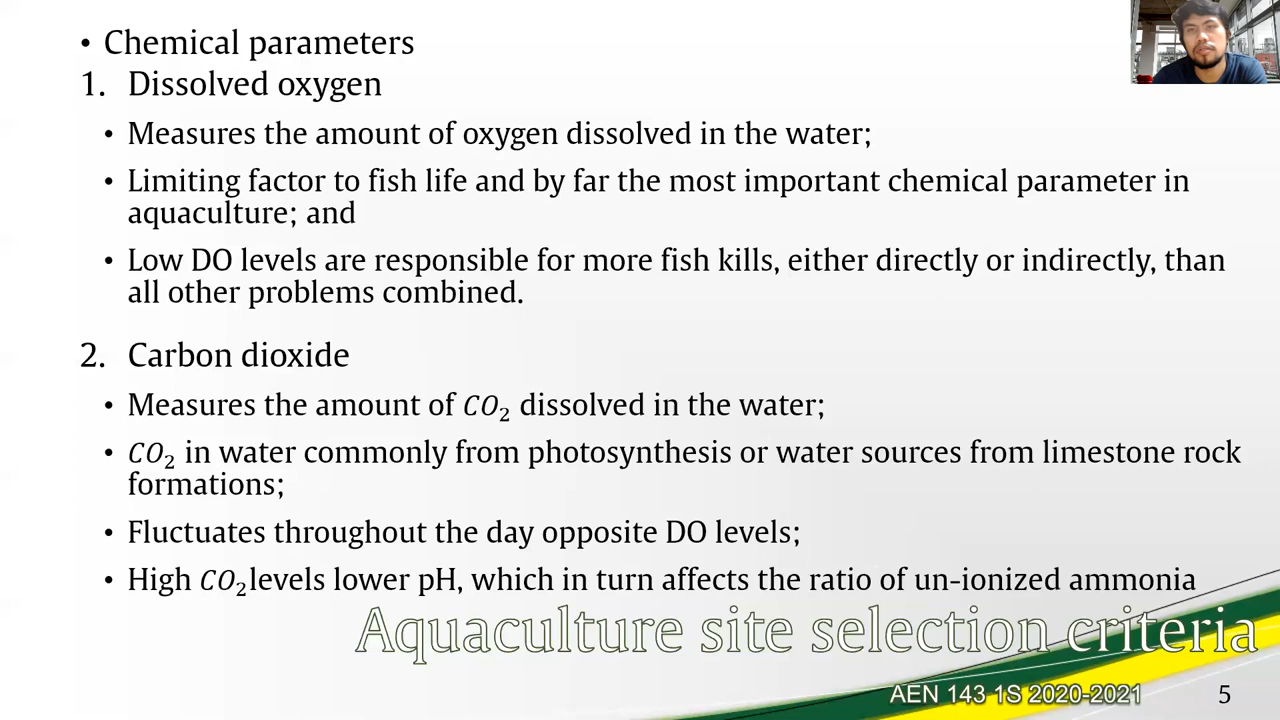 • Chemical parameters
1. Dissolved oxygen
• Measures the amount of oxygen dissolved in the water;
• Limiting factor to fish life and by far the most important chemical parameter in
aquaculture; and
• Low DO levels are responsible for more fish kills, either directly or indirectly, than
all other problems combined.
2. Carbon dioxide
• Measures the amount of CO₂ dissolved in the water;
• CO₂ in water commonly from photosynthesis or water sources from limestone rock
formations;
• Fluctuates throughout the day opposite DO levels;
• High CO₂levels lower pH, which in turn affects the ratio of un-ionized ammonia
Aquaculture site selection criteria
AEN 143 1S 2020-2021
5